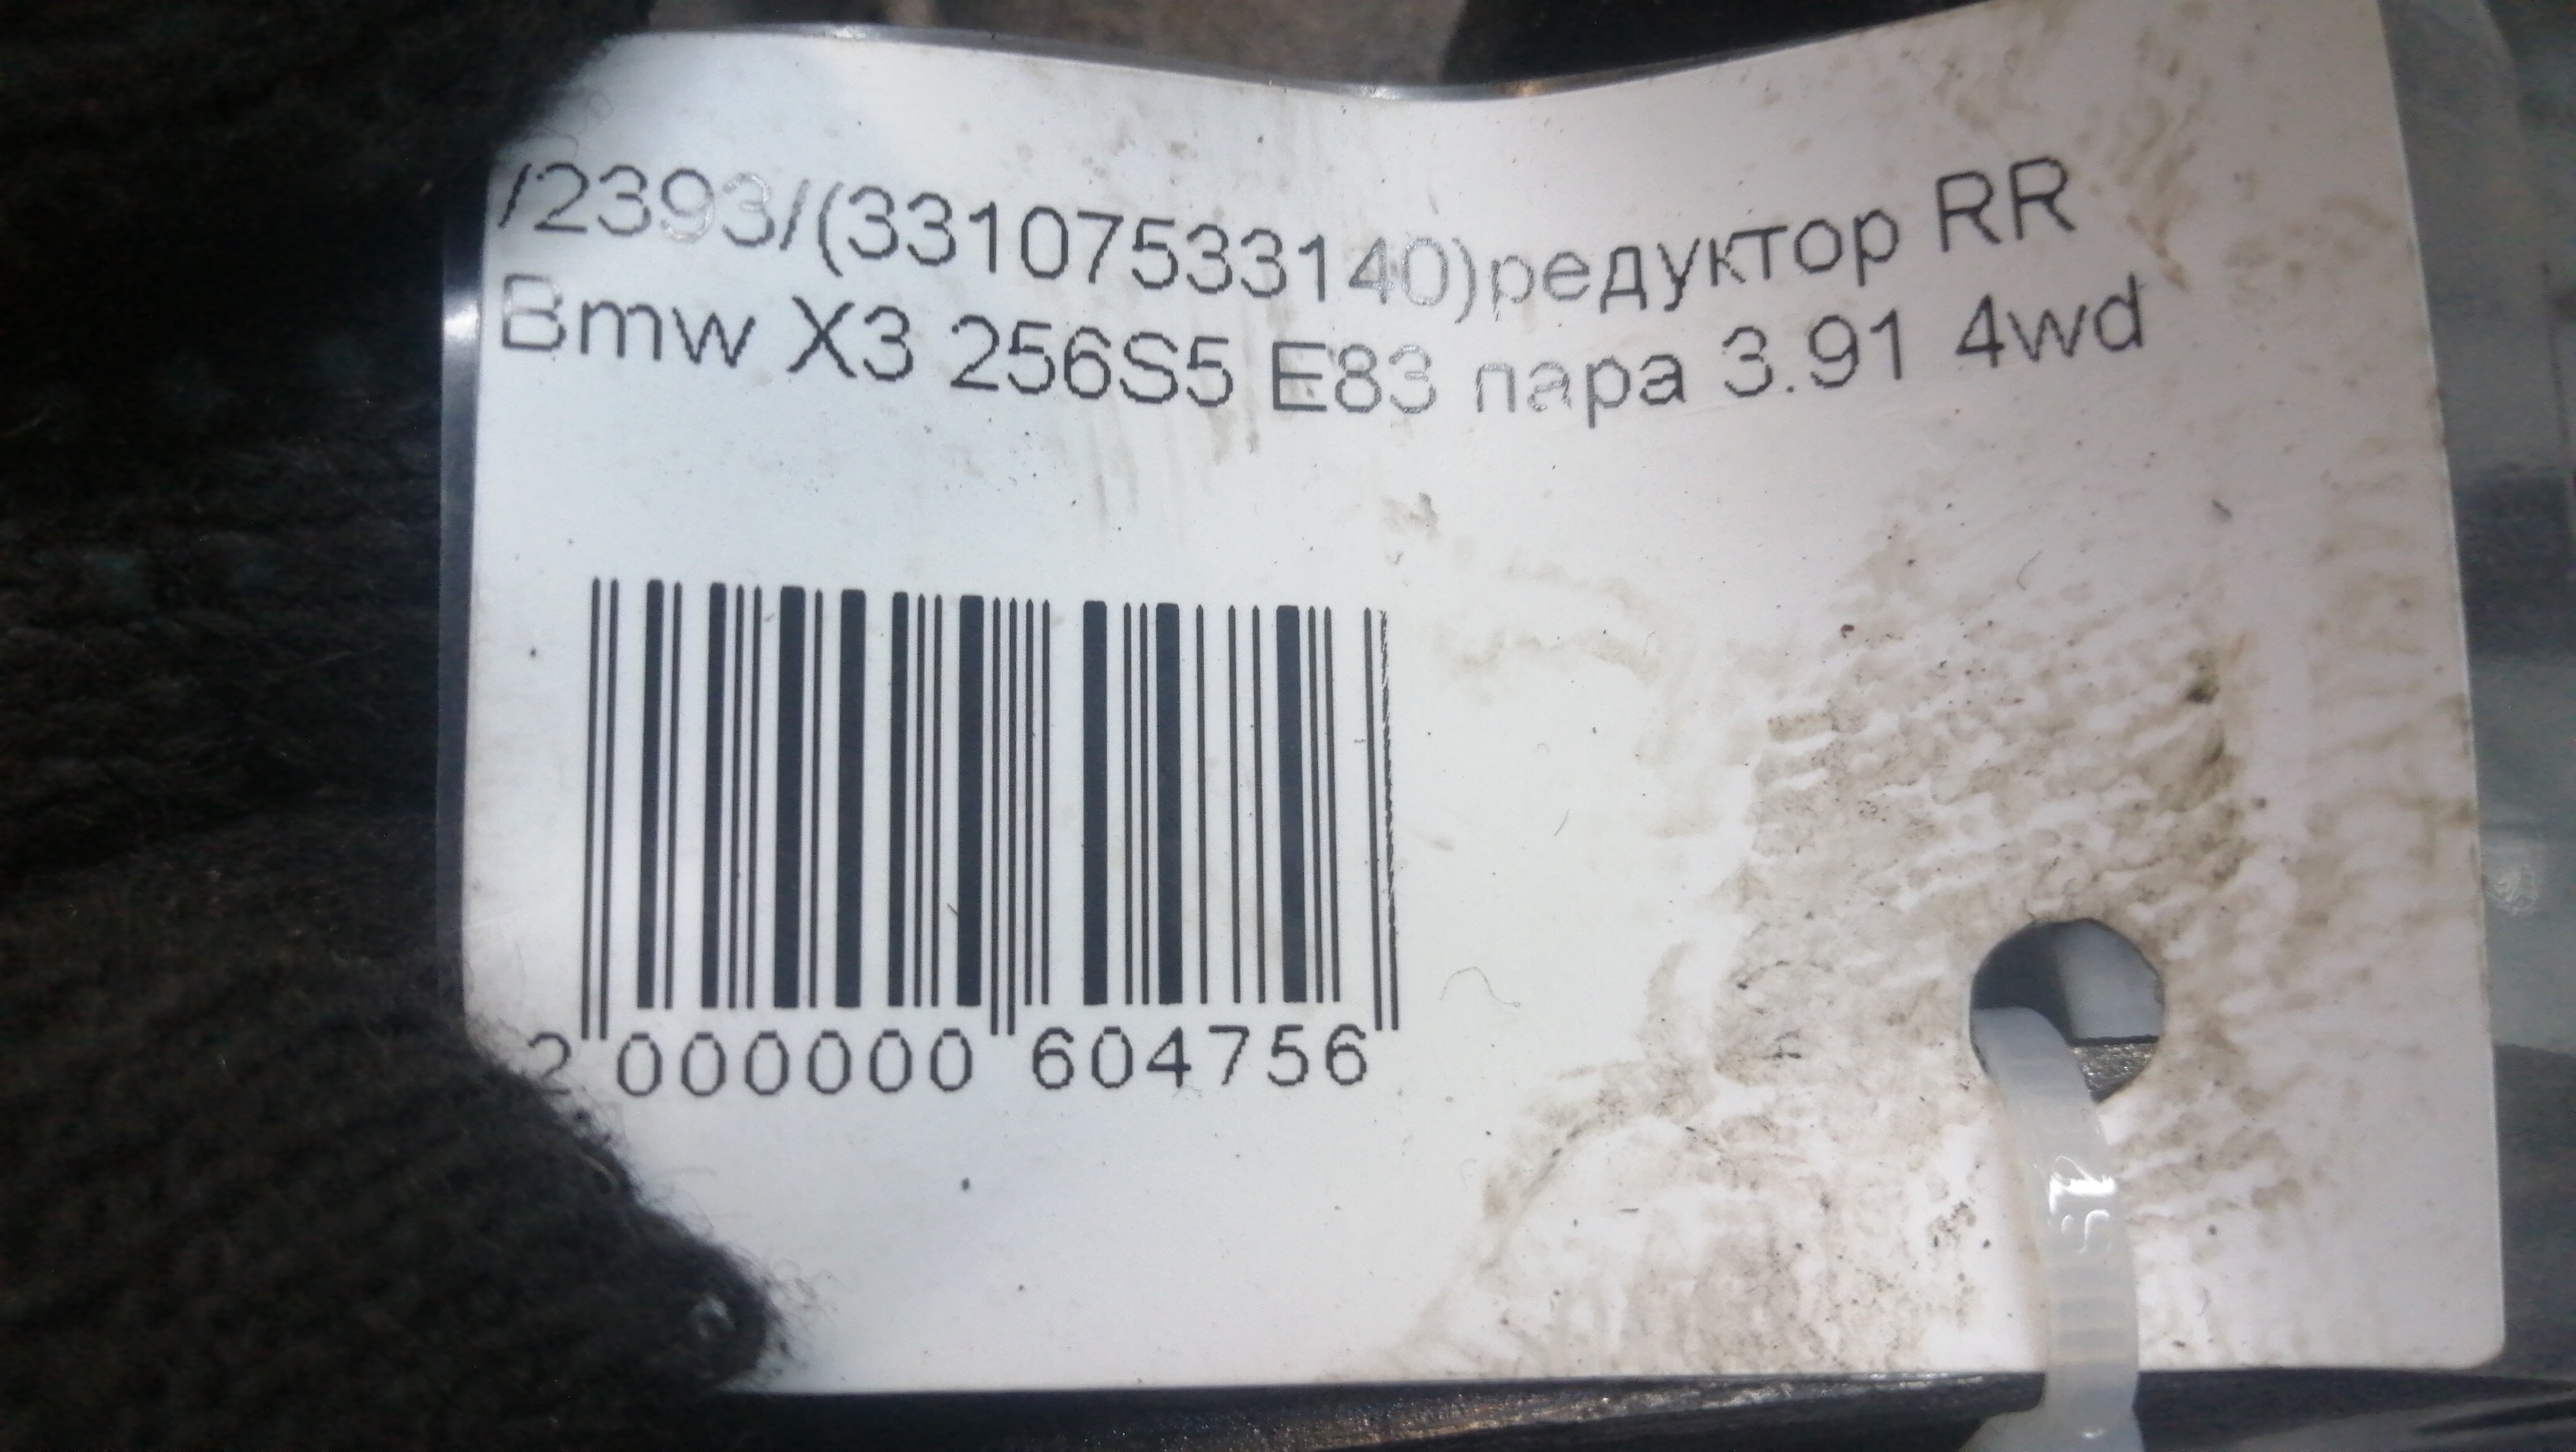 /2393/(33107533140)редуктор RR
Bmw X3 256S5 E83 пара 3.91 4wd
2 000000 604756